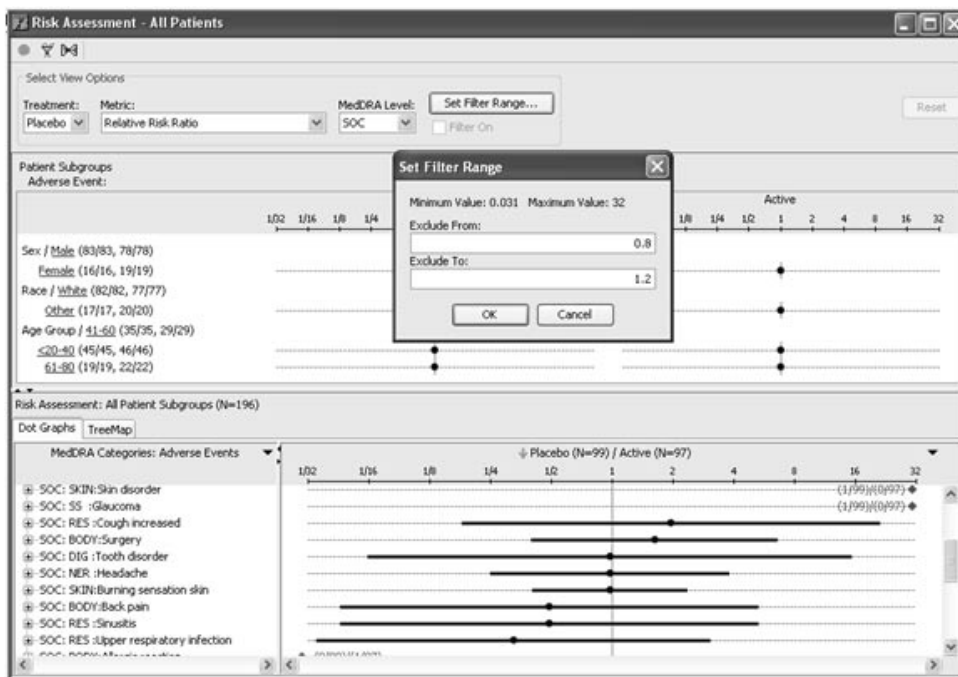 Risk Assessment - All Patients
Select View Options
Treatment: Metric: MedDRA Level: Set Filter Range...
Placebo Relative Risk Ratio SOC Filter On Reset
Patient Subgroups
Adverse Event:
Set Filter Range
Minimum Value: 0.031 Maximum Value: 32
Exclude From:
0.8
Exclude To:
1.2
OK Cancel
Active
1/32 1/16 1/8 1/4 1/8 1/4 1/2 1 2 4 8 16 32
Sex / Male (83/83, 78/78)
Female (16/16, 19/19)
Race / White (82/82, 77/77)
Other (17/17, 20/20)
Age Group / 41-60 (35/35, 29/29)
<20-40 (45/45, 46/46)
61-80 (19/19, 22/22)
Risk Assessment: All Patient Subgroups (N=196)
Dot Graphs TreeMap
MedDRA Categories: Adverse Events Placebo (N=99) / Active (N=97)
1/32 1/16 1/8 1/4 1/2 1 2 4 8 16 32
SOC: SKIN:Skin disorder (1/99)/(0/97)
SOC: SS :Glaucoma (1/99)/(0/97)
SOC: RES :Cough increased
SOC: BODY:Surgery
SOC: DIG :Tooth disorder
SOC: NER :Headache
SOC: SKIN:Burning sensation skin
SOC: BODY:Back pain
SOC: RES :Sinusitis
SOC: RES :Upper respiratory infection